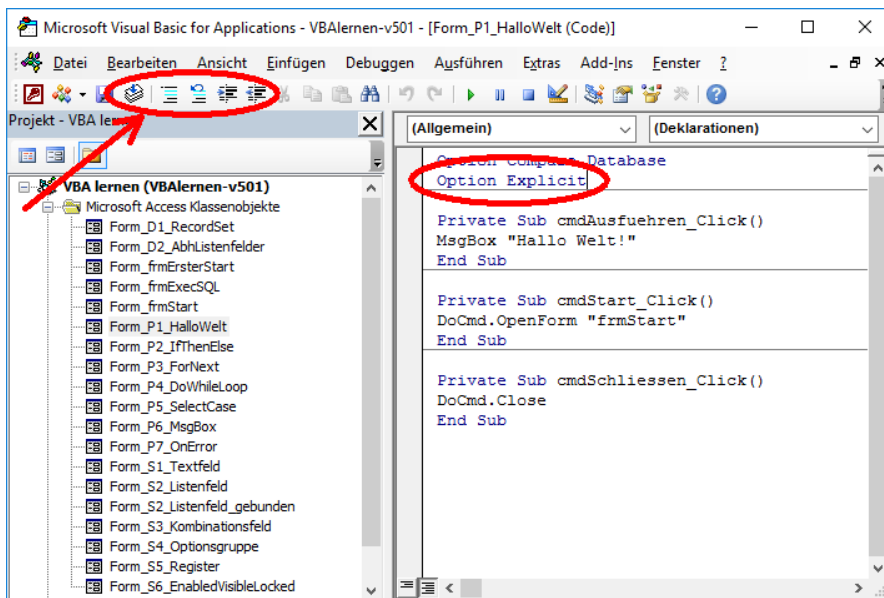 Microsoft Visual Basic for Applications - VBAlernen-v501 - [Form_P1_HalloWelt (Code)]
Datei Bearbeiten Ansicht Einfügen Debuggen Ausführen Extras Add-Ins Fenster ?
Projekt - VBA lernen
VBA lernen (VBAlernen-v501)
Microsoft Access Klassenobjekte
Form_D1_RecordSet
Form_D2_AbhListenfelder
Form_frmErsterStart
Form_frmExecSQL
Form_frmStart
Form_P1_HalloWelt
Form_P2_IfThenElse
Form_P3_ForNext
Form_P4_DoWhileLoop
Form_P5_SelectCase
Form_P6_MsgBox
Form_P7_OnError
Form_S1_Textfeld
Form_S2_Listenfeld
Form_S2_Listenfeld_gebunden
Form_S3_Kombinationsfeld
Form_S4_Optionsgruppe
Form_S5_Register
Form_S6_EnabledVisibleLocked
(Allgemein) (Deklarationen)
Option Compare Database
Option Explicit
Private Sub cmdAusfuehren_Click()
MsgBox "Hallo Welt!"
End Sub
Private Sub cmdStart_Click()
DoCmd.OpenForm "frmStart"
End Sub
Private Sub cmdSchliessen_Click()
DoCmd.Close
End Sub